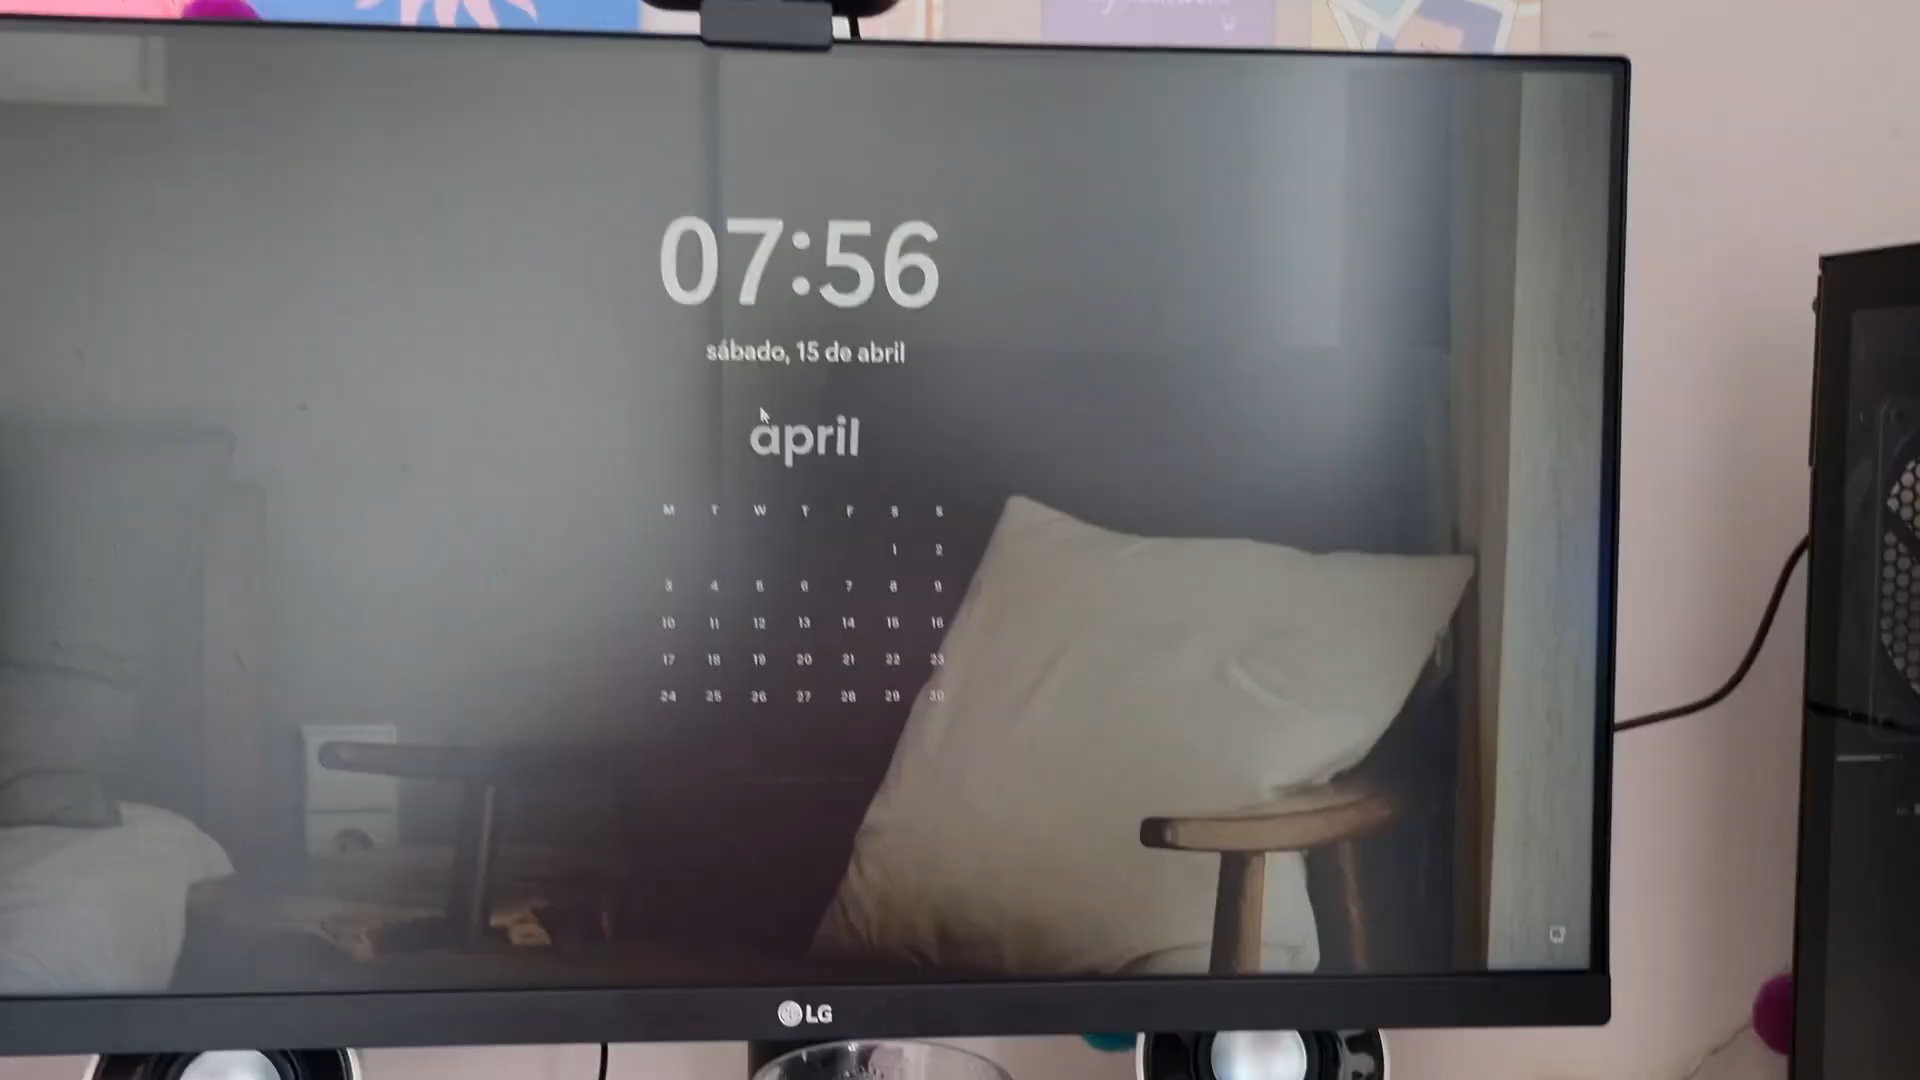 07:56
sábado, 15 de abril
april
M T W T F S S
1 2
3 4 5 6 7 8 9
10 11 12 13 14 15 16
17 18 19 20 21 22 23
24 25 26 27 28 29 30
LG